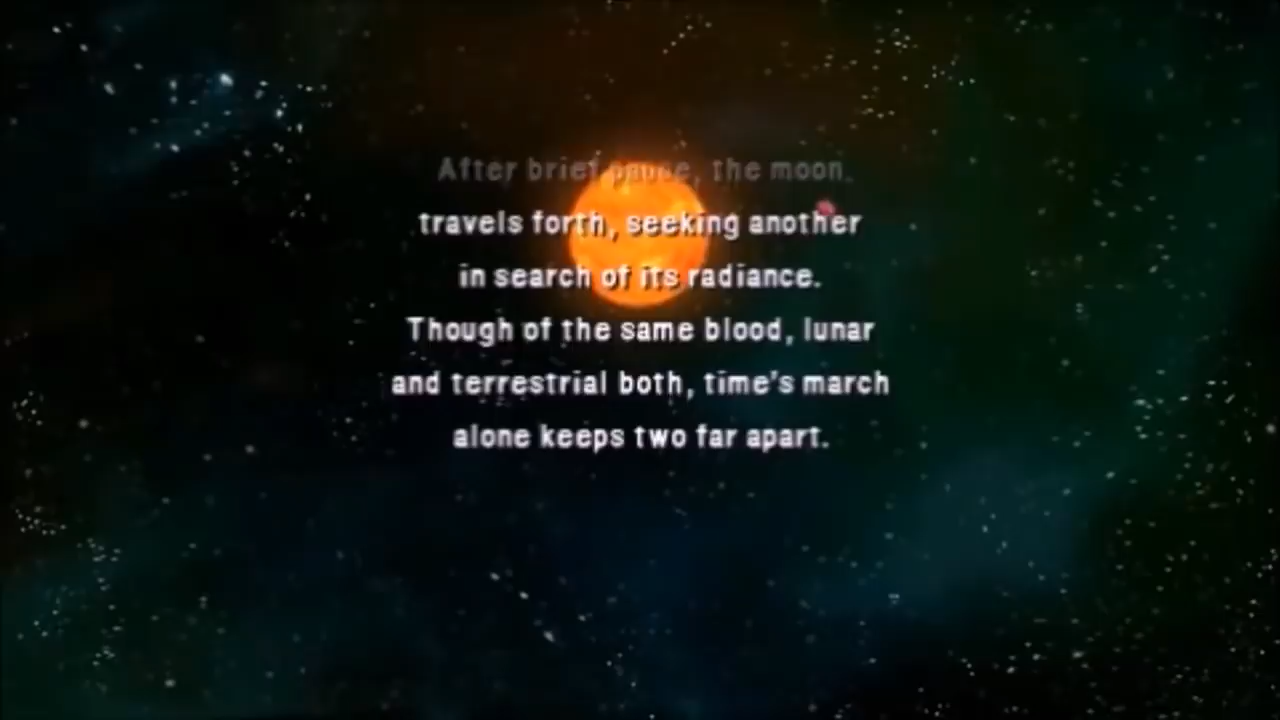 After brief pause, the moon
travels forth, seeking another
in search of its radiance.
Though of the same blood, lunar
and terrestrial both, time's march
alone keeps two far apart.